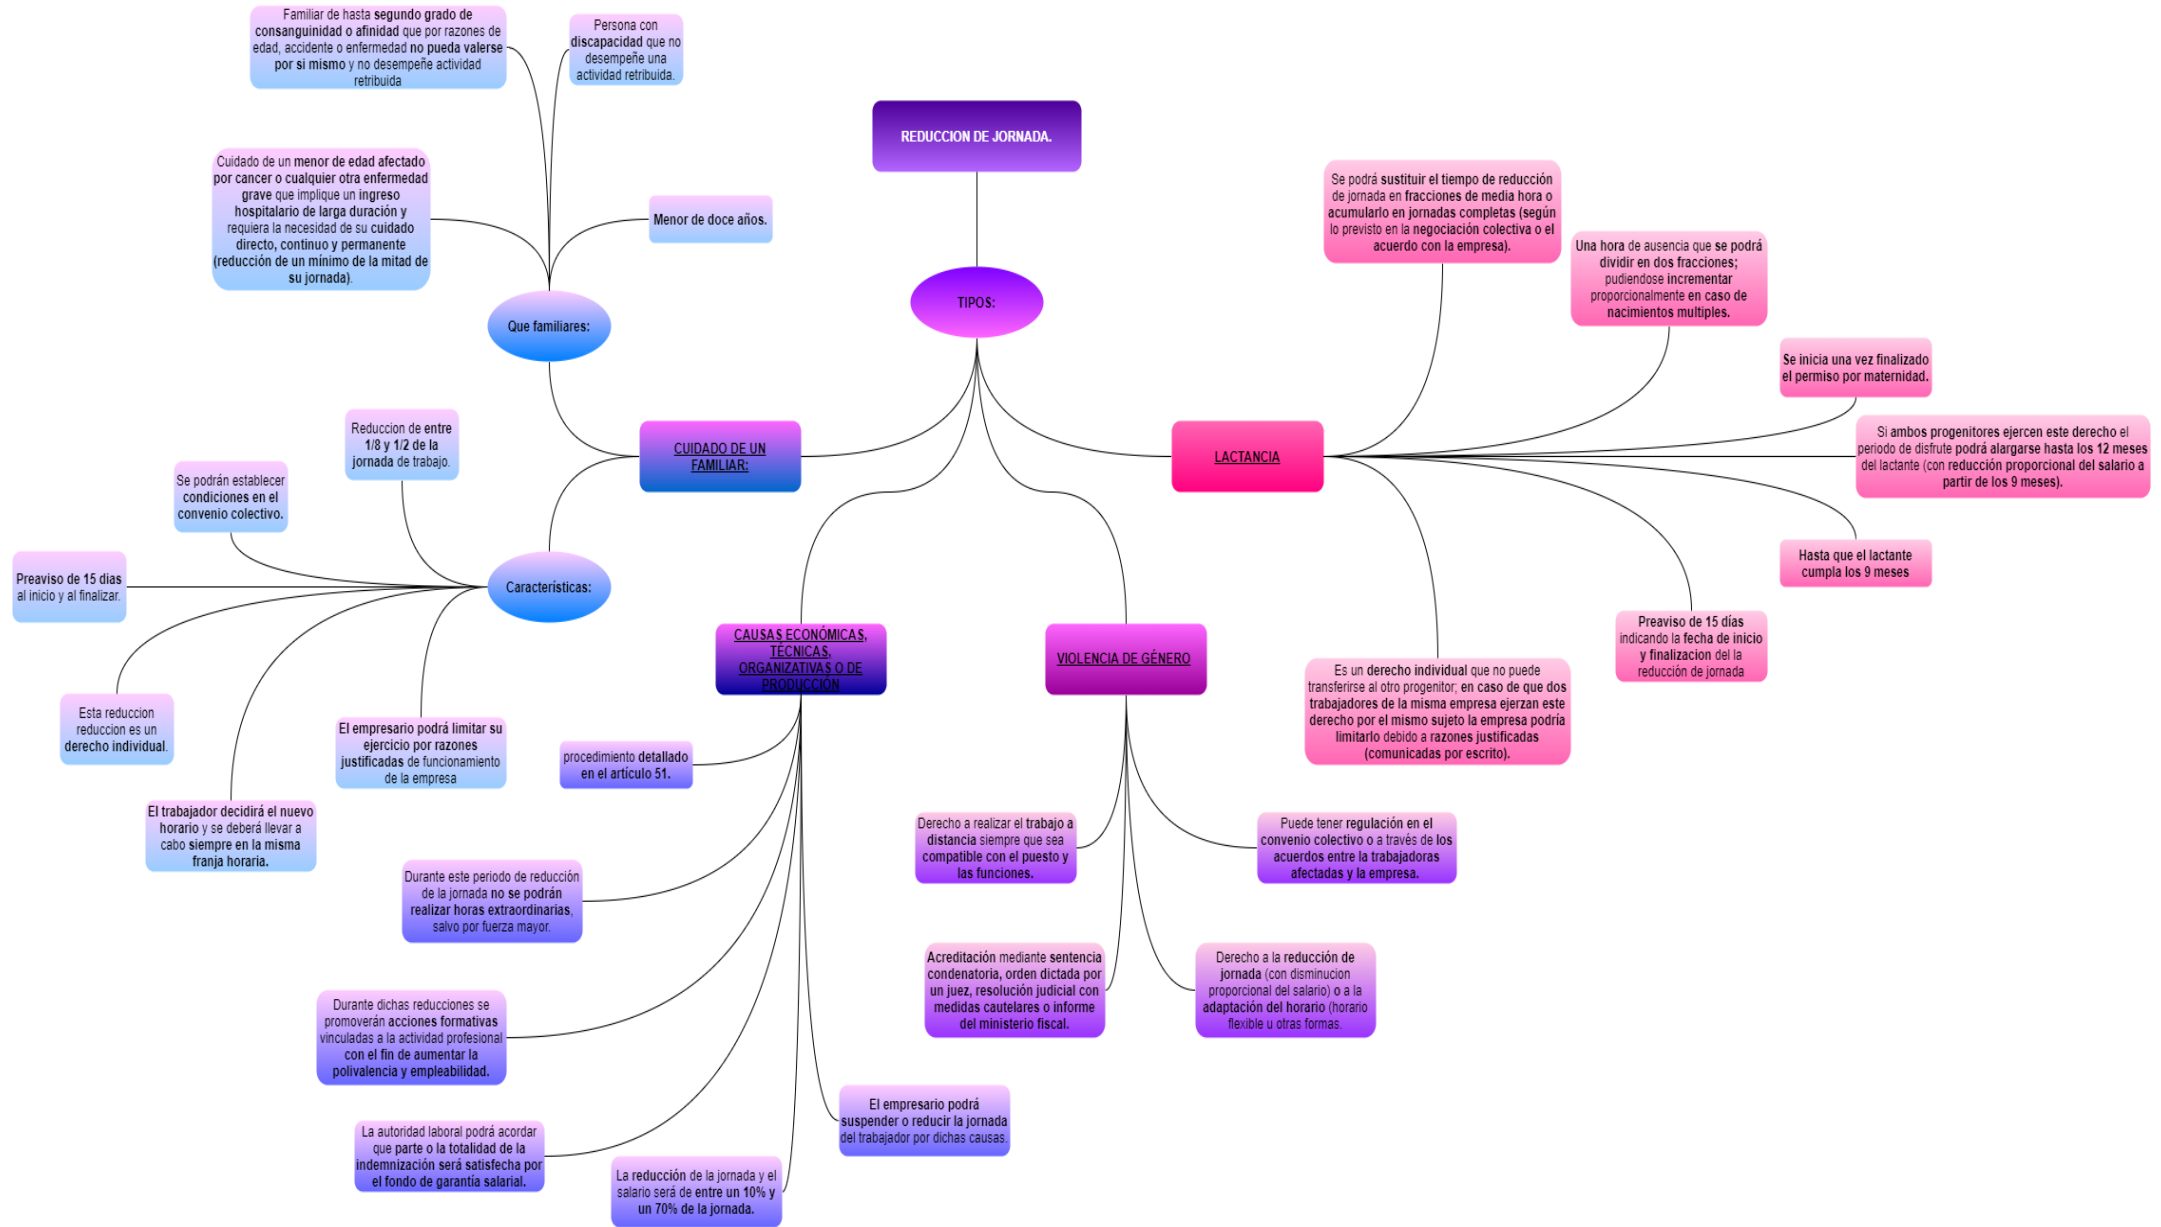 REDUCCION DE JORNADA.
TIPOS:
CUIDADO DE UN
FAMILIAR:
Que familiares:
Familiar de hasta segundo grado de
consanguinidad o afinidad que por razones de
edad, accidente o enfermedad no pueda valerse
por si mismo y no desempeñe actividad
retribuida
Persona con
discapacidad que no
desempeñe una
actividad retribuida.
Cuidado de un menor de edad afectado
por cancer o cualquier otra enfermedad
grave que implique un ingreso
hospitalario de larga duración y
requiera la necesidad de su cuidado
directo, continuo y permanente
(reducción de un mínimo de la mitad de
su jornada).
Menor de doce años.
Características:
Reduccion de entre
1/8 y 1/2 de la
jornada de trabajo.
Se podrán establecer
condiciones en el
convenio colectivo.
Preaviso de 15 dias
al inicio y al finalizar.
Esta reduccion
reduccion es un
derecho individual.
El trabajador decidirá el nuevo
horario y se deberá llevar a
cabo siempre en la misma
franja horaria.
El empresario podrá limitar su
ejercicio por razones
justificadas de funcionamiento
de la empresa
CAUSAS ECONÓMICAS,
TÉCNICAS,
ORGANIZATIVAS O DE
PRODUCCIÓN
procedimiento detallado
en el artículo 51.
Durante este periodo de reducción
de la jornada no se podrán
realizar horas extraordinarias,
salvo por fuerza mayor.
Durante dichas reducciones se
promoverán acciones formativas
vinculadas a la actividad profesional
con el fin de aumentar la
polivalencia y empleabilidad.
La autoridad laboral podrá acordar
que parte o la totalidad de la
indemnización será satisfecha por
el fondo de garantía salarial.
La reducción de la jornada y el
salario será de entre un 10% y
un 70% de la jornada.
El empresario podrá
suspender o reducir la jornada
del trabajador por dichas causas.
VIOLENCIA DE GÉNERO
Derecho a realizar el trabajo a
distancia siempre que sea
compatible con el puesto y
las funciones.
Puede tener regulación en el
convenio colectivo o a través de los
acuerdos entre la trabajadoras
afectadas y la empresa.
Acreditación mediante sentencia
condenatoria, orden dictada por
un juez, resolución judicial con
medidas cautelares o informe
del ministerio fiscal.
Derecho a la reducción de
jornada (con disminucion
proporcional del salario) o a la
adaptación del horario (horario
flexible u otras formas.
LACTANCIA
Se podrá sustituir el tiempo de reducción
de jornada en fracciones de media hora o
acumularlo en jornadas completas (según
lo previsto en la negociación colectiva o el
acuerdo con la empresa).
Una hora de ausencia que se podrá
dividir en dos fracciones;
pudiendose incrementar
proporcionalmente en caso de
nacimientos multiples.
Se inicia una vez finalizado
el permiso por maternidad.
Si ambos progenitores ejercen este derecho el
periodo de disfrute podrá alargarse hasta los 12 meses
del lactante (con reducción proporcional del salario a
partir de los 9 meses).
Hasta que el lactante
cumpla los 9 meses
Preaviso de 15 días
indicando la fecha de inicio
y finalizacion del la
reducción de jornada
Es un derecho individual que no puede
transferirse al otro progenitor; en caso de que dos
trabajadores de la misma empresa ejerzan este
derecho por el mismo sujeto la empresa podría
limitarlo debido a razones justificadas
(comunicadas por escrito).